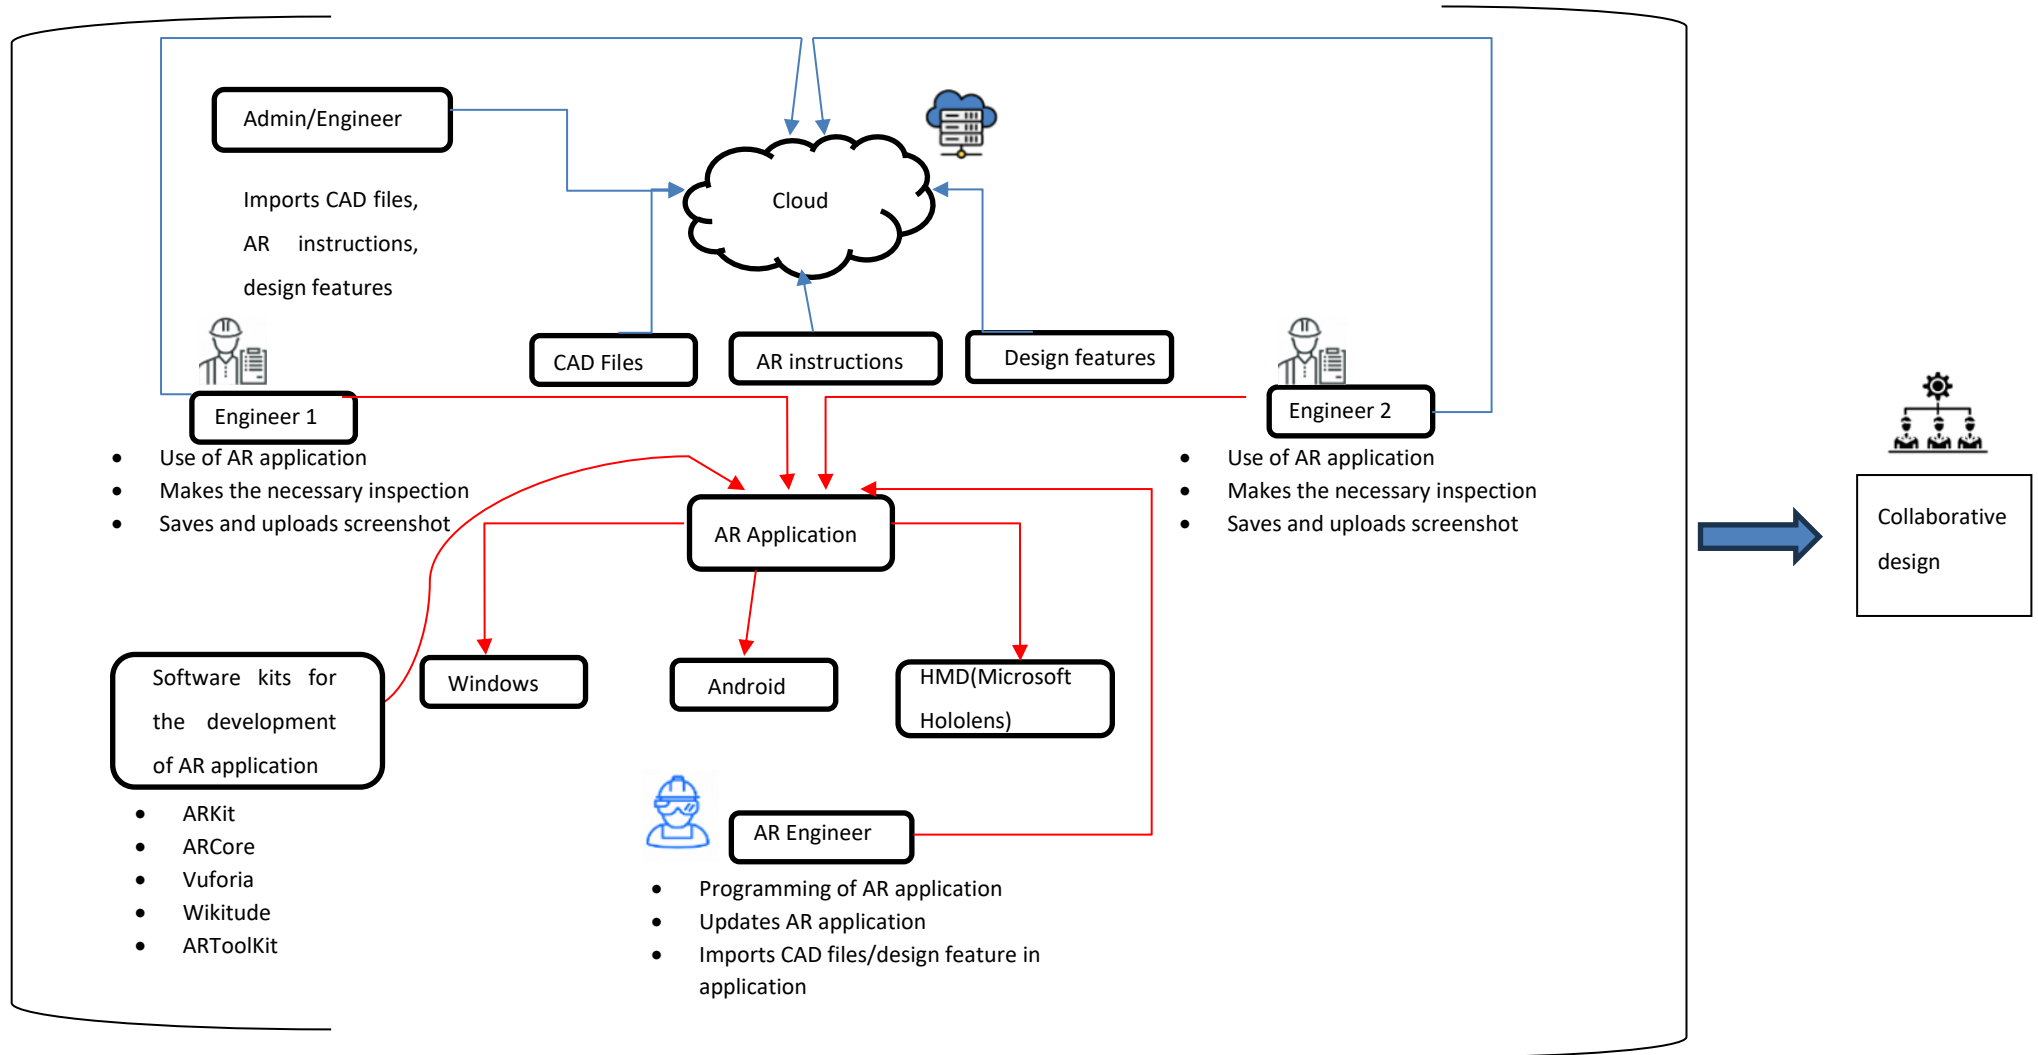 Admin/Engineer
Imports CAD files,
AR instructions,
design features
Cloud
CAD Files
AR instructions
Design features
Engineer 1
• Use of AR application
• Makes the necessary inspection
• Saves and uploads screenshot
Engineer 2
• Use of AR application
• Makes the necessary inspection
• Saves and uploads screenshot
AR Application
Windows
Android
HMD(Microsoft
Hololens)
Software kits for
the development
of AR application
• ARKit
• ARCore
• Vuforia
• Wikitude
• ARToolKit
AR Engineer
• Programming of AR application
• Updates AR application
• Imports CAD files/design feature in
application
Collaborative
design